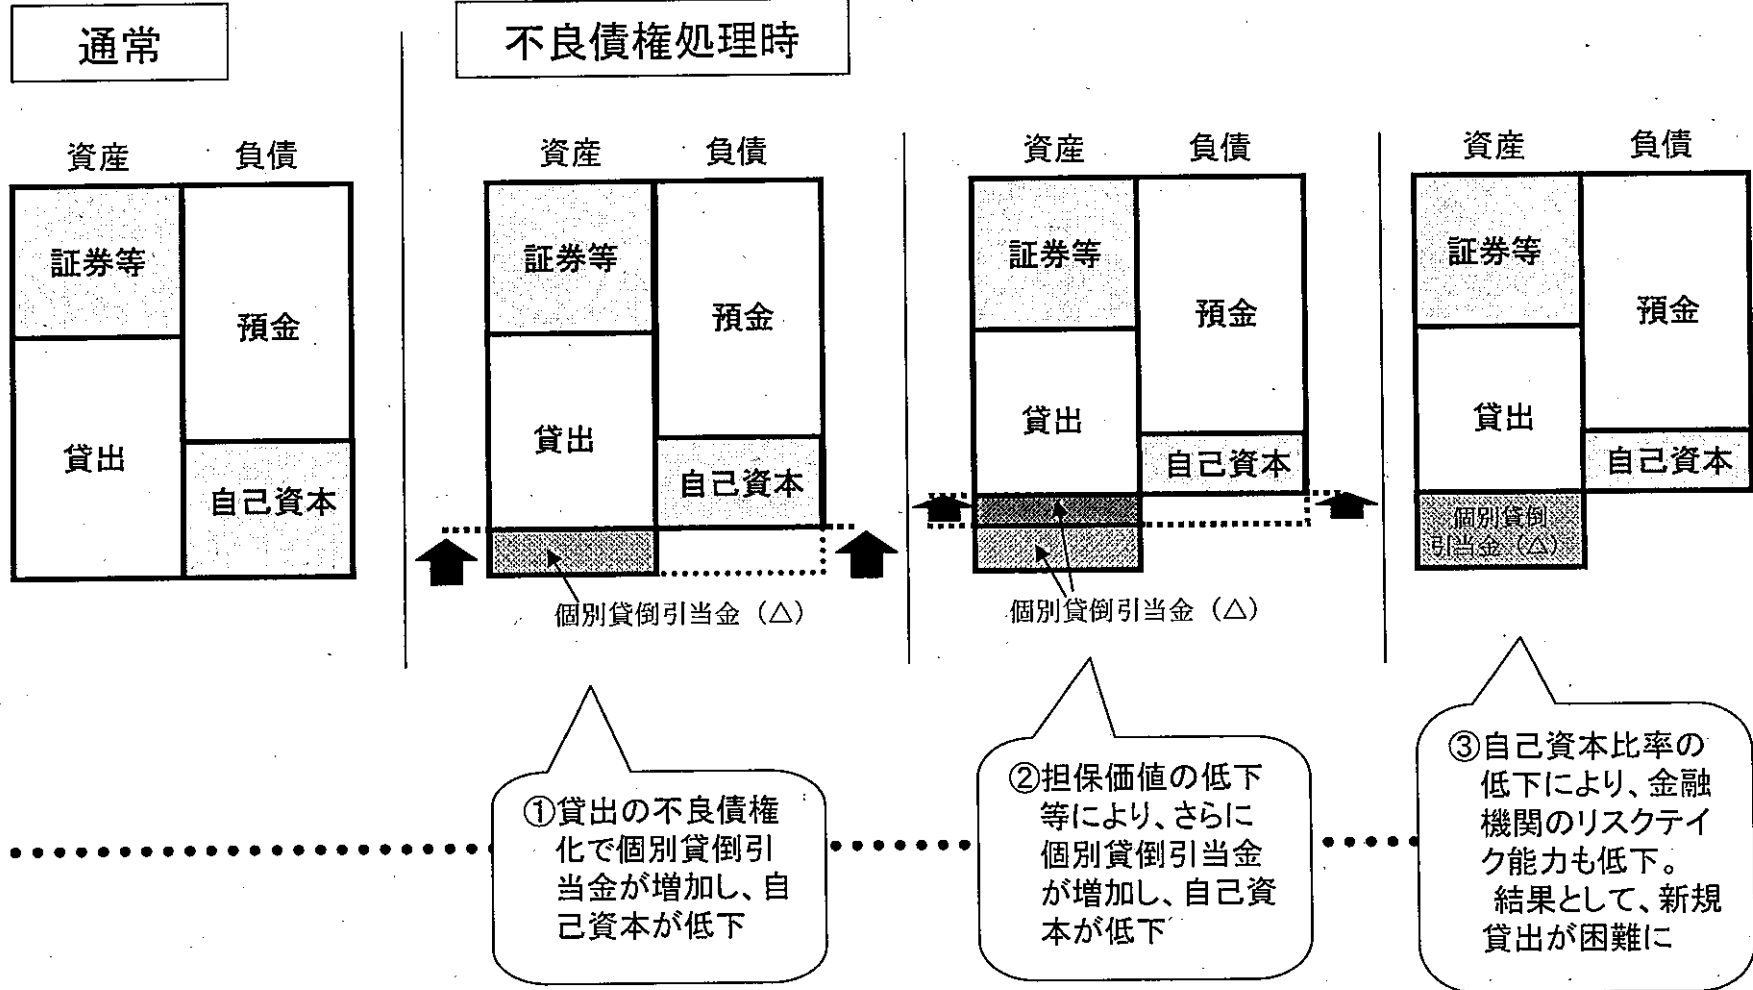 通常
不良債権処理時
資産 負債
証券等
預金
貸出
自己資本
資産 負債
証券等
預金
貸出
自己資本
個別貸倒引当金（△）
資産 負債
証券等
預金
貸出
自己資本
個別貸倒引当金（△）
資産 負債
証券等
預金
貸出
自己資本
個別貸倒
引当金（△）
①貸出の不良債権
化で個別貸倒引
当金が増加し、自
己資本が低下
②担保価値の低下
等により、さらに
個別貸倒引当金
が増加し、自己資
本が低下
③自己資本比率の
低下により、金融
機関のリスクテイ
ク能力も低下。
結果として、新規
貸出が困難に